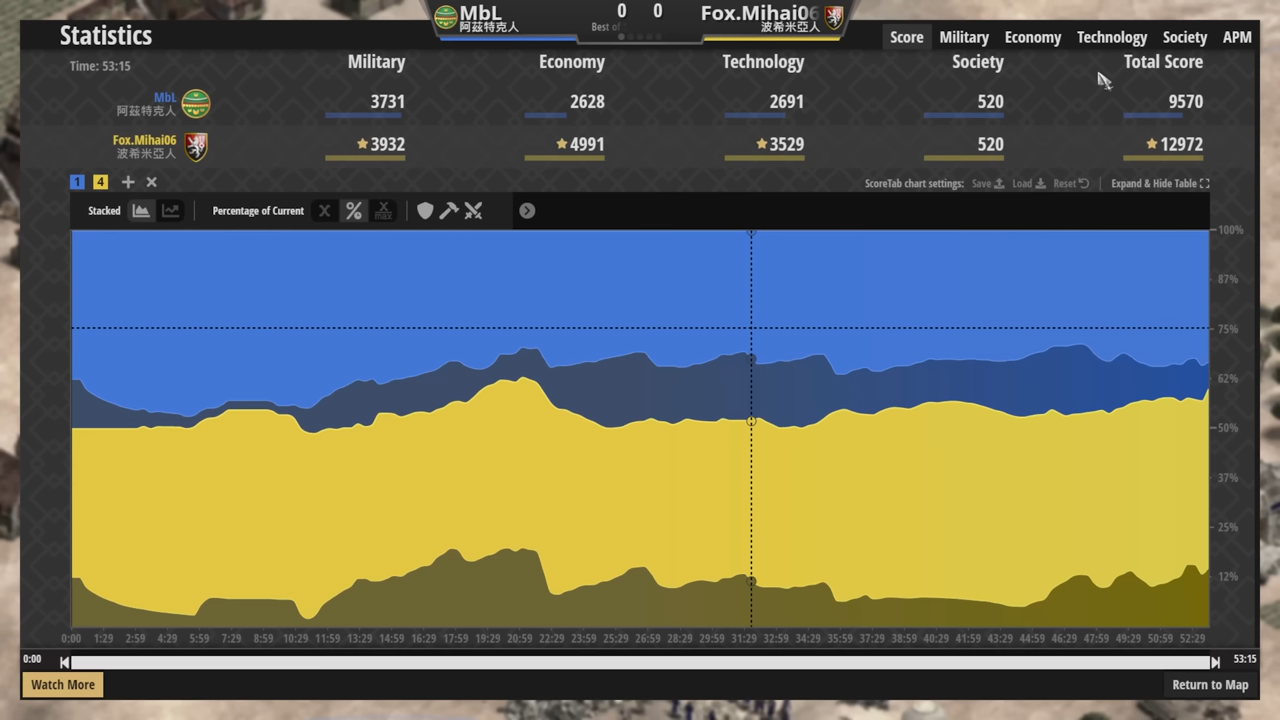 MbL
阿茲特克人
0 0
Best of
Fox.Mihai06
波希米亞人
Statistics
Score Military Economy Technology Society APM
Time: 53:15
Military Economy Technology Society Total Score
MbL
阿茲特克人
3731 2628 2691 520 9570
Fox.Mihai06
波希米亞人
3932 4991 3529 520 12972
1 4
ScoreTab chart settings: Save Load Reset Expand & Hide Table
Stacked Percentage of Current X % X max
100%
87%
75%
62%
50%
37%
25%
12%
0:00 1:29 2:59 4:29 5:59 7:29 8:59 10:29 11:59 13:29 14:59 16:29 17:59 19:29 20:59 22:29 23:59 25:29 26:59 28:29 29:59 31:29 32:59 34:29 35:59 37:29 38:59 40:29 41:59 43:29 44:59 46:29 47:59 49:29 50:59 52:29
0:00 53:15
Watch More Return to Map